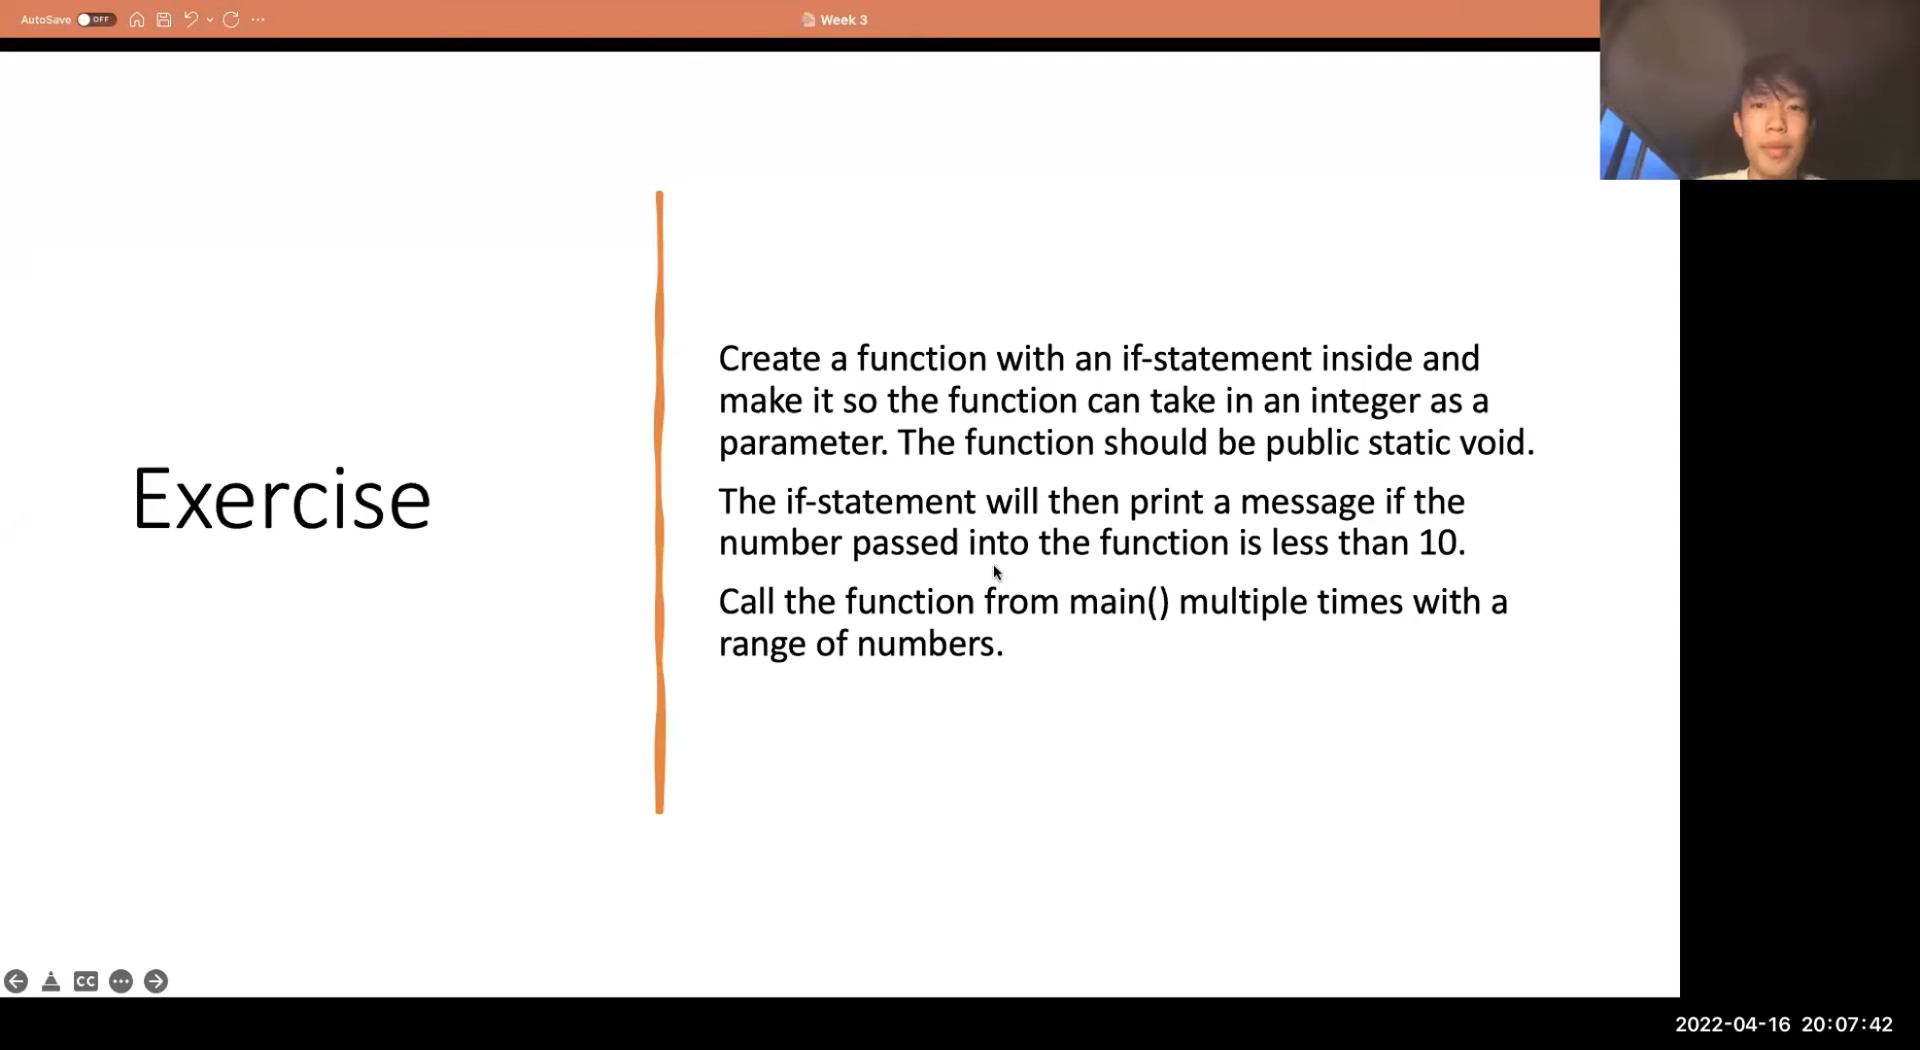 AutoSave OFF Week 3
Exercise
Create a function with an if-statement inside and
make it so the function can take in an integer as a
parameter. The function should be public static void.
The if-statement will then print a message if the
number passed into the function is less than 10.
Call the function from main() multiple times with a
range of numbers.
CC
2022-04-16 20:07:42